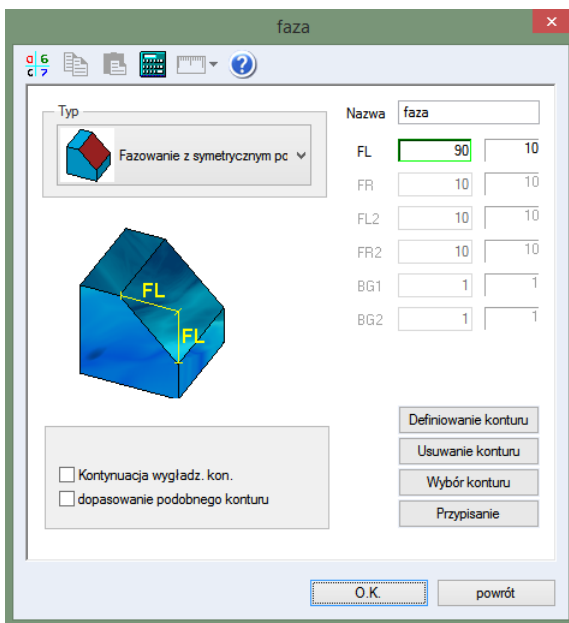 faza
a 6
c 7
Typ
Fazowanie z symetrycznym pc
Nazwa faza
FL 90 10
FR 10 10
FL2 10 10
FR2 10 10
BG1 1 1
BG2 1 1
FL
FL
Definiowanie konturu
Usuwanie konturu
Wybór konturu
Przypisanie
Kontynuacja wygładz. kon.
dopasowanie podobnego konturu
O.K. powrót